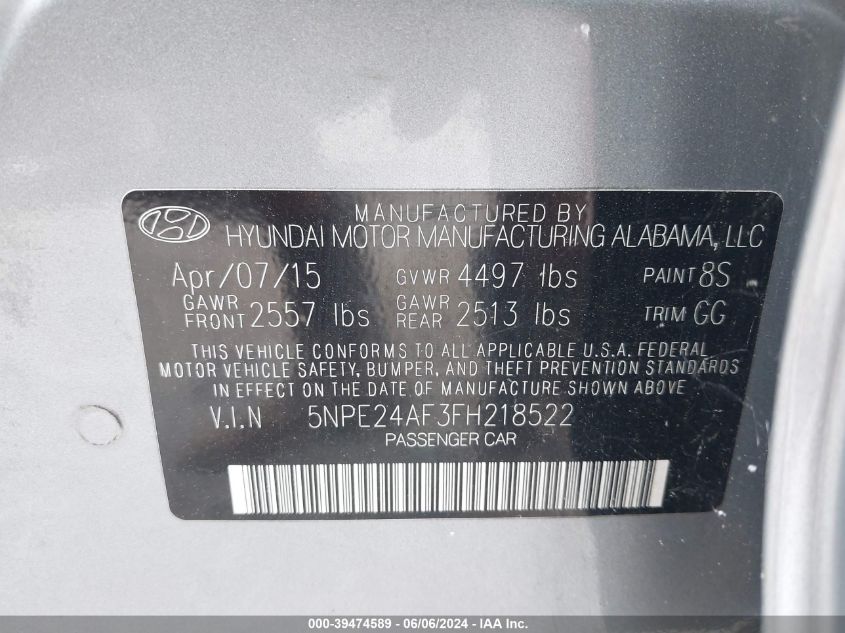 MANUFACTURED BY
HYUNDAI MOTOR MANUFACTURING ALABAMA, LLC
Apr/07/15 GVWR 4497 lbs PAINT 8S
GAWR FRONT 2557 lbs GAWR REAR 2513 lbs TRIM GG
THIS VEHICLE CONFORMS TO ALL APPLICABLE U.S.A. FEDERAL
MOTOR VEHICLE SAFETY, BUMPER, AND THEFT PREVENTION STANDARDS
IN EFFECT ON THE DATE OF MANUFACTURE SHOWN ABOVE
V.I.N 5NPE24AF3FH218522
PASSENGER CAR
000-39474589 - 06/06/2024 - IAA Inc.